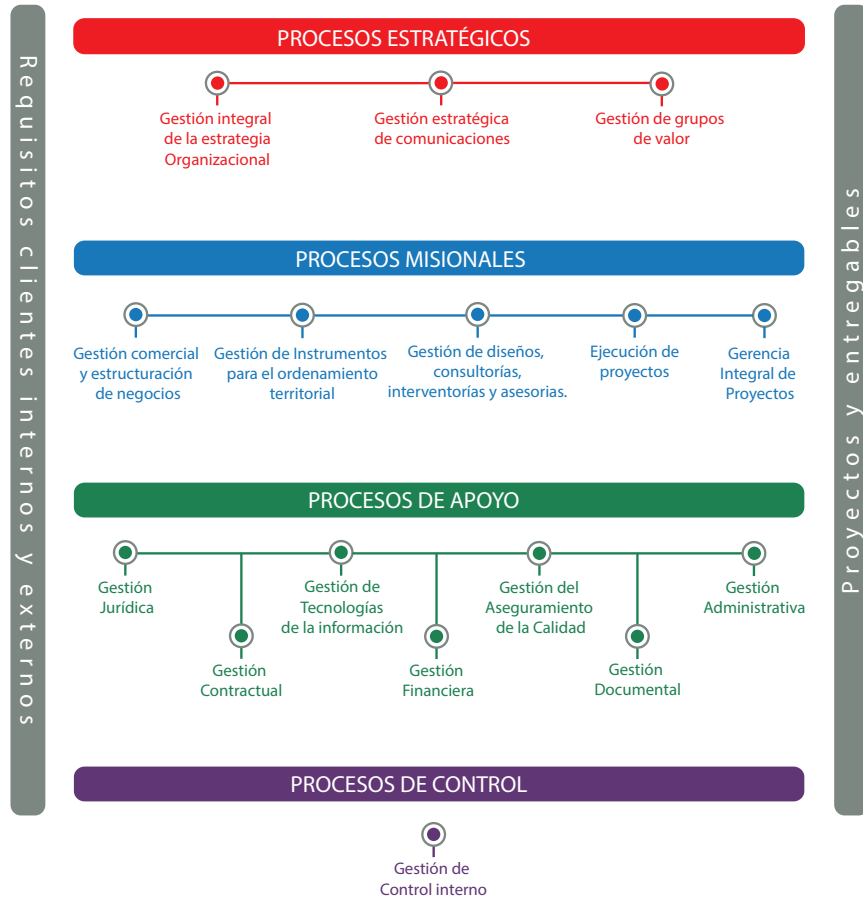 Requisitos clientes internos y externos
PROCESOS ESTRATÉGICOS
Gestión integral
de la estrategia
Organizacional
Gestión estratégica
de comunicaciones
Gestión de grupos
de valor
PROCESOS MISIONALES
Gestión comercial
y estructuración
de negocios
Gestión de Instrumentos
para el ordenamiento
territorial
Gestión de diseños,
consultorías,
interventorías y asesorias.
Ejecución de
proyectos
Gerencia
Integral de
Proyectos
PROCESOS DE APOYO
Gestión
Jurídica
Gestión
Contractual
Gestión de
Tecnologías
de la información
Gestión
Financiera
Gestión del
Aseguramiento
de la Calidad
Gestión
Documental
Gestión
Administrativa
PROCESOS DE CONTROL
Gestión de
Control interno
Proyectos y entregables